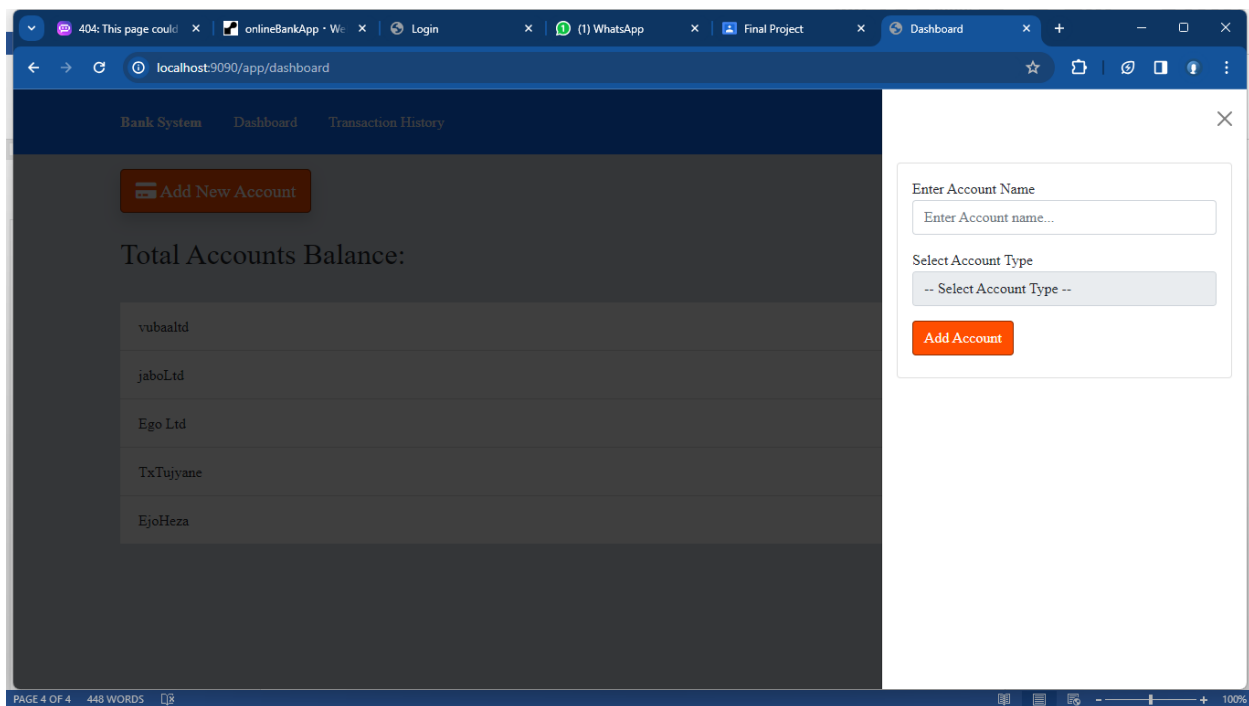 404: This page could
onlineBankApp • We
Login
(1) WhatsApp
Final Project
Dashboard
localhost:9090/app/dashboard
Bank System Dashboard Transaction History
Add New Account
Total Accounts Balance:
vubaaltd
jaboLtd
Ego Ltd
TxTujyane
EjoHeza
Enter Account Name
Enter Account name...
Select Account Type
-- Select Account Type --
Add Account
PAGE 4 OF 4 448 WORDS 100%